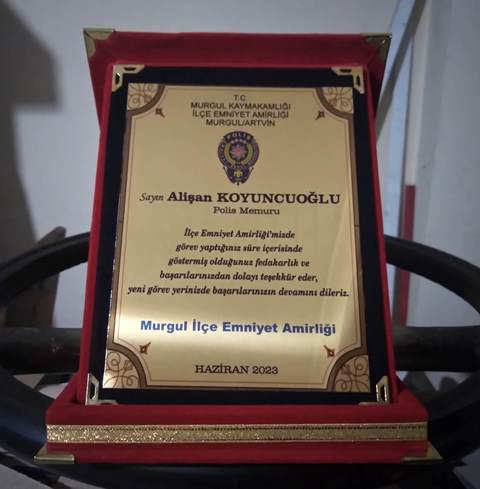 T.C.
MURGUL KAYMAKAMLIĞI
İLÇE EMNİYET AMİRLİĞİ
MURGUL/ARTVİN
POLİS
Sayın Alişan KOYUNCUOĞLU
Polis Memuru
İlçe Emniyet Amirliği'mizde
görev yaptığınız süre içerisinde
göstermiş olduğunuz fedakarlık ve
başarılarınızdan dolayı teşekkür eder,
yeni görev yerinizde başarılarınızın devamını dileriz.
Murgul İlçe Emniyet Amirliği
HAZİRAN 2023